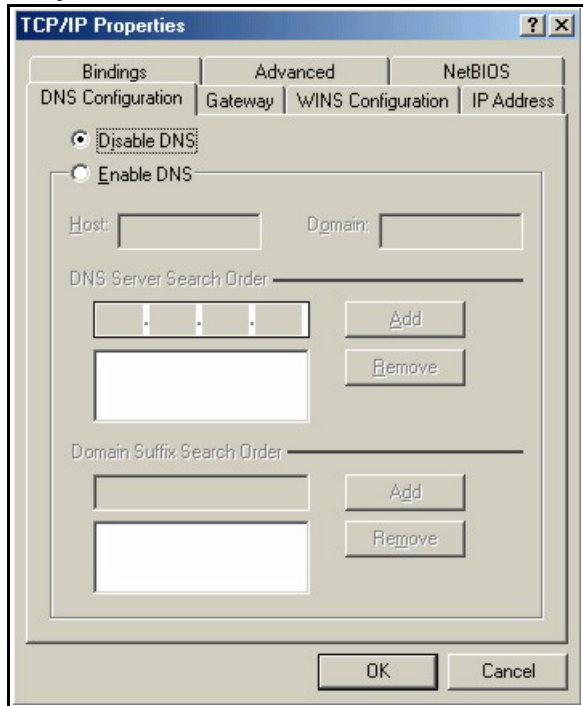 TCP/IP Properties
Bindings Advanced NetBIOS
DNS Configuration Gateway WINS Configuration IP Address
Disable DNS
Enable DNS
Host: Domain:
DNS Server Search Order
. . . Add
Remove
Domain Suffix Search Order
Add
Remove
OK Cancel